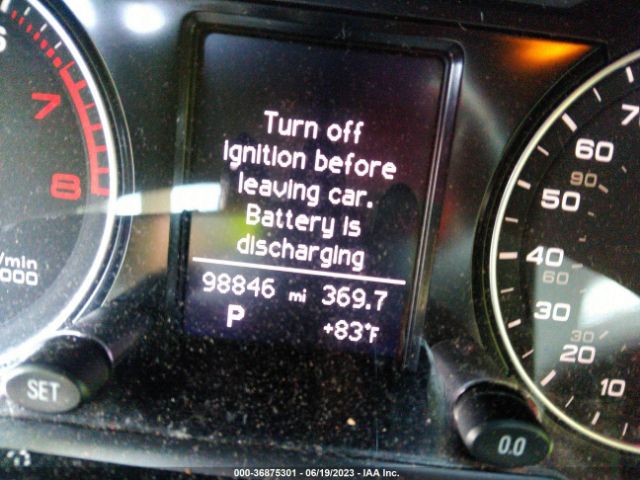 6
7
8
/min
000
SET
Turn off
ignition before
leaving car.
Battery is
discharging
98846 mi 369.7
P +83°F
70
60
90
50
40
60
30
30
20
10
0.0
000-36875301 - 06/19/2023 - IAA Inc.